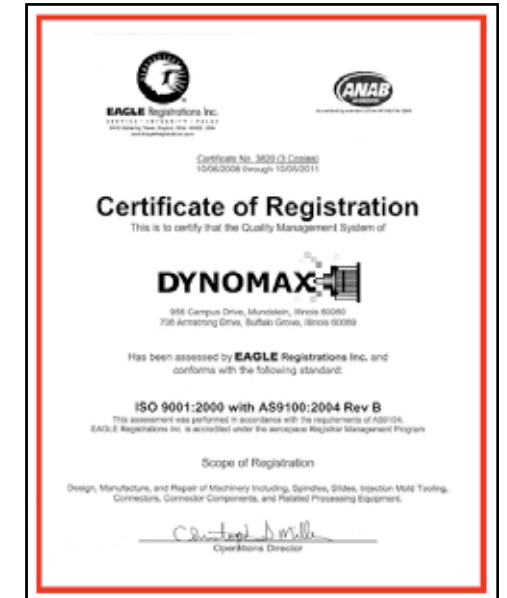 EAGLE Registrations Inc.
SERVICE • INTEGRITY • VALUE
ANAB
Certificate No. 3829 (3 Copies)
10/06/2008 through 10/05/2011
Certificate of Registration
This is to certify that the Quality Management System of
DYNOMAX
956 Campus Drive, Mundelein, Illinois 60060
Armstrong Drive, Buffalo Grove, Illinois 60089
Has been assessed by EAGLE Registrations Inc. and
conforms with the following standard:
ISO 9001:2000 with AS9100:2004 Rev B
This assessment was performed in accordance with the requirements of AS9104.
EAGLE Registrations Inc. is accredited under the aerospace Registrar Management Program
Scope of Registration
Design, Manufacture, and Repair of Machinery Including, Spindles, Slides, Injection Mold Tooling,
Connectors, Connector Components, and Related Processing Equipment.
Operations Director